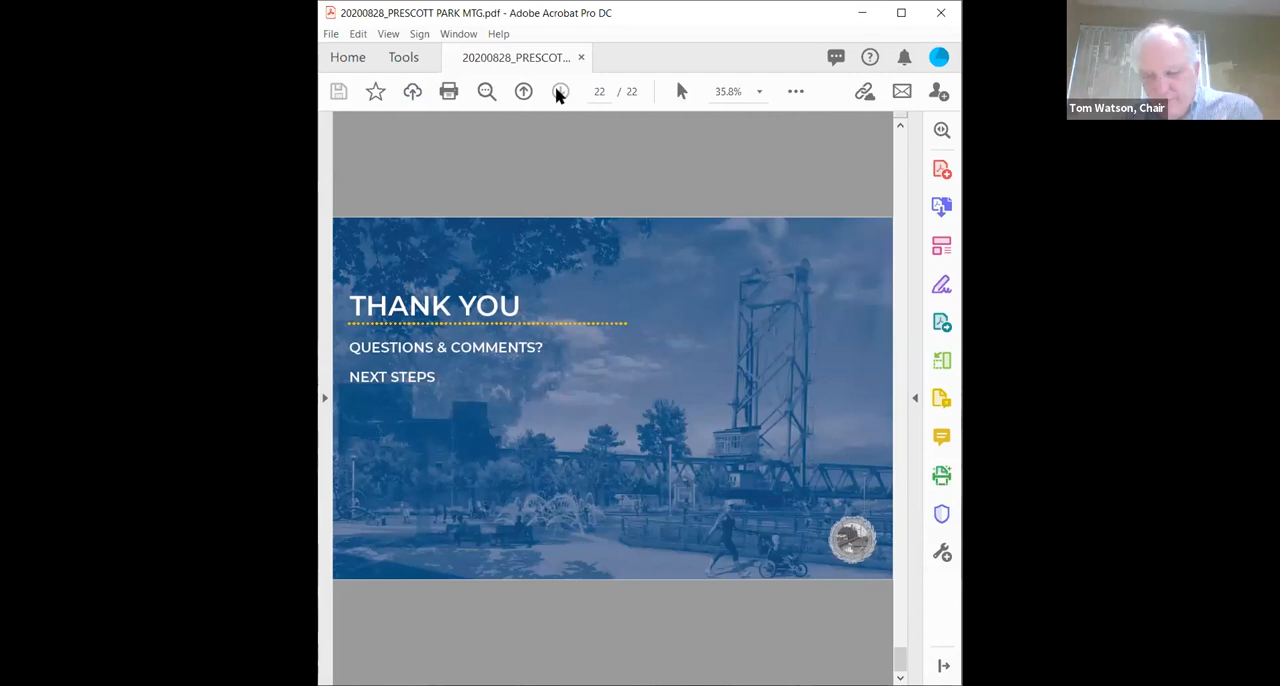 20200828_PRESCOTT PARK MTG.pdf - Adobe Acrobat Pro DC
File Edit View Sign Window Help
Home Tools 20200828_PRESCOT... ×
22 / 22 35.8%
Tom Watson, Chair
THANK YOU
QUESTIONS & COMMENTS?
NEXT STEPS